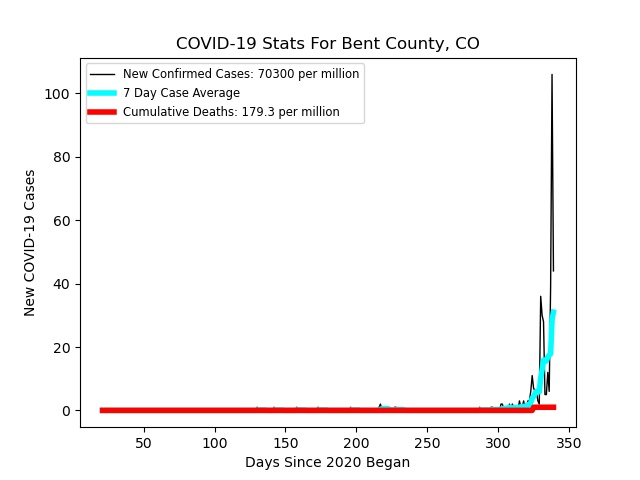 COVID-19 Stats For Bent County, CO
New Confirmed Cases: 70300 per million
7 Day Case Average
Cumulative Deaths: 179.3 per million
New COVID-19 Cases
100
80
60
40
20
0
50 100 150 200 250 300 350
Days Since 2020 Began